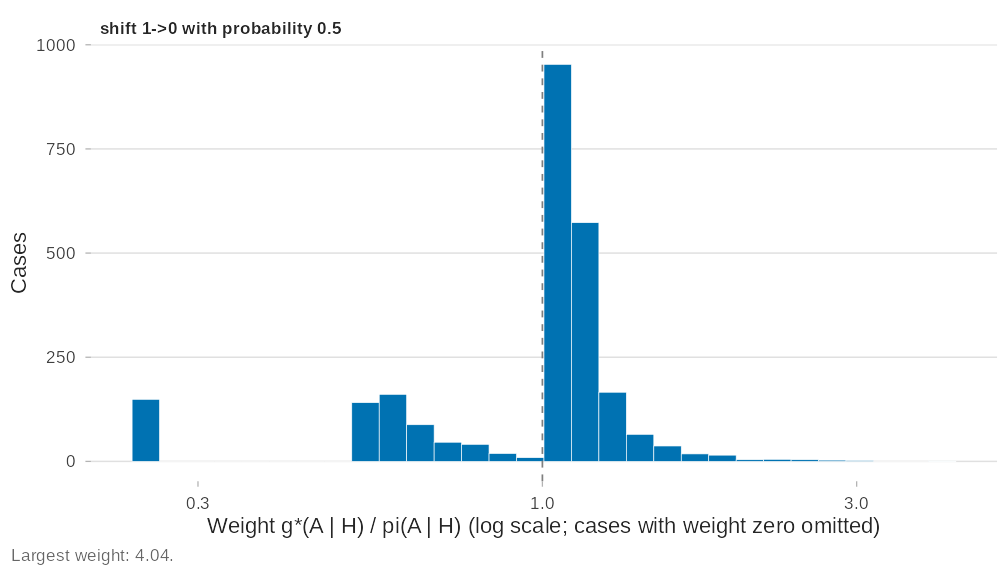 shift 1->0 with probability 0.5
1000
750
500
250
0
Cases
0.3
1.0
3.0
Weight g*(A | H) / pi(A | H) (log scale; cases with weight zero omitted)
Largest weight: 4.04.